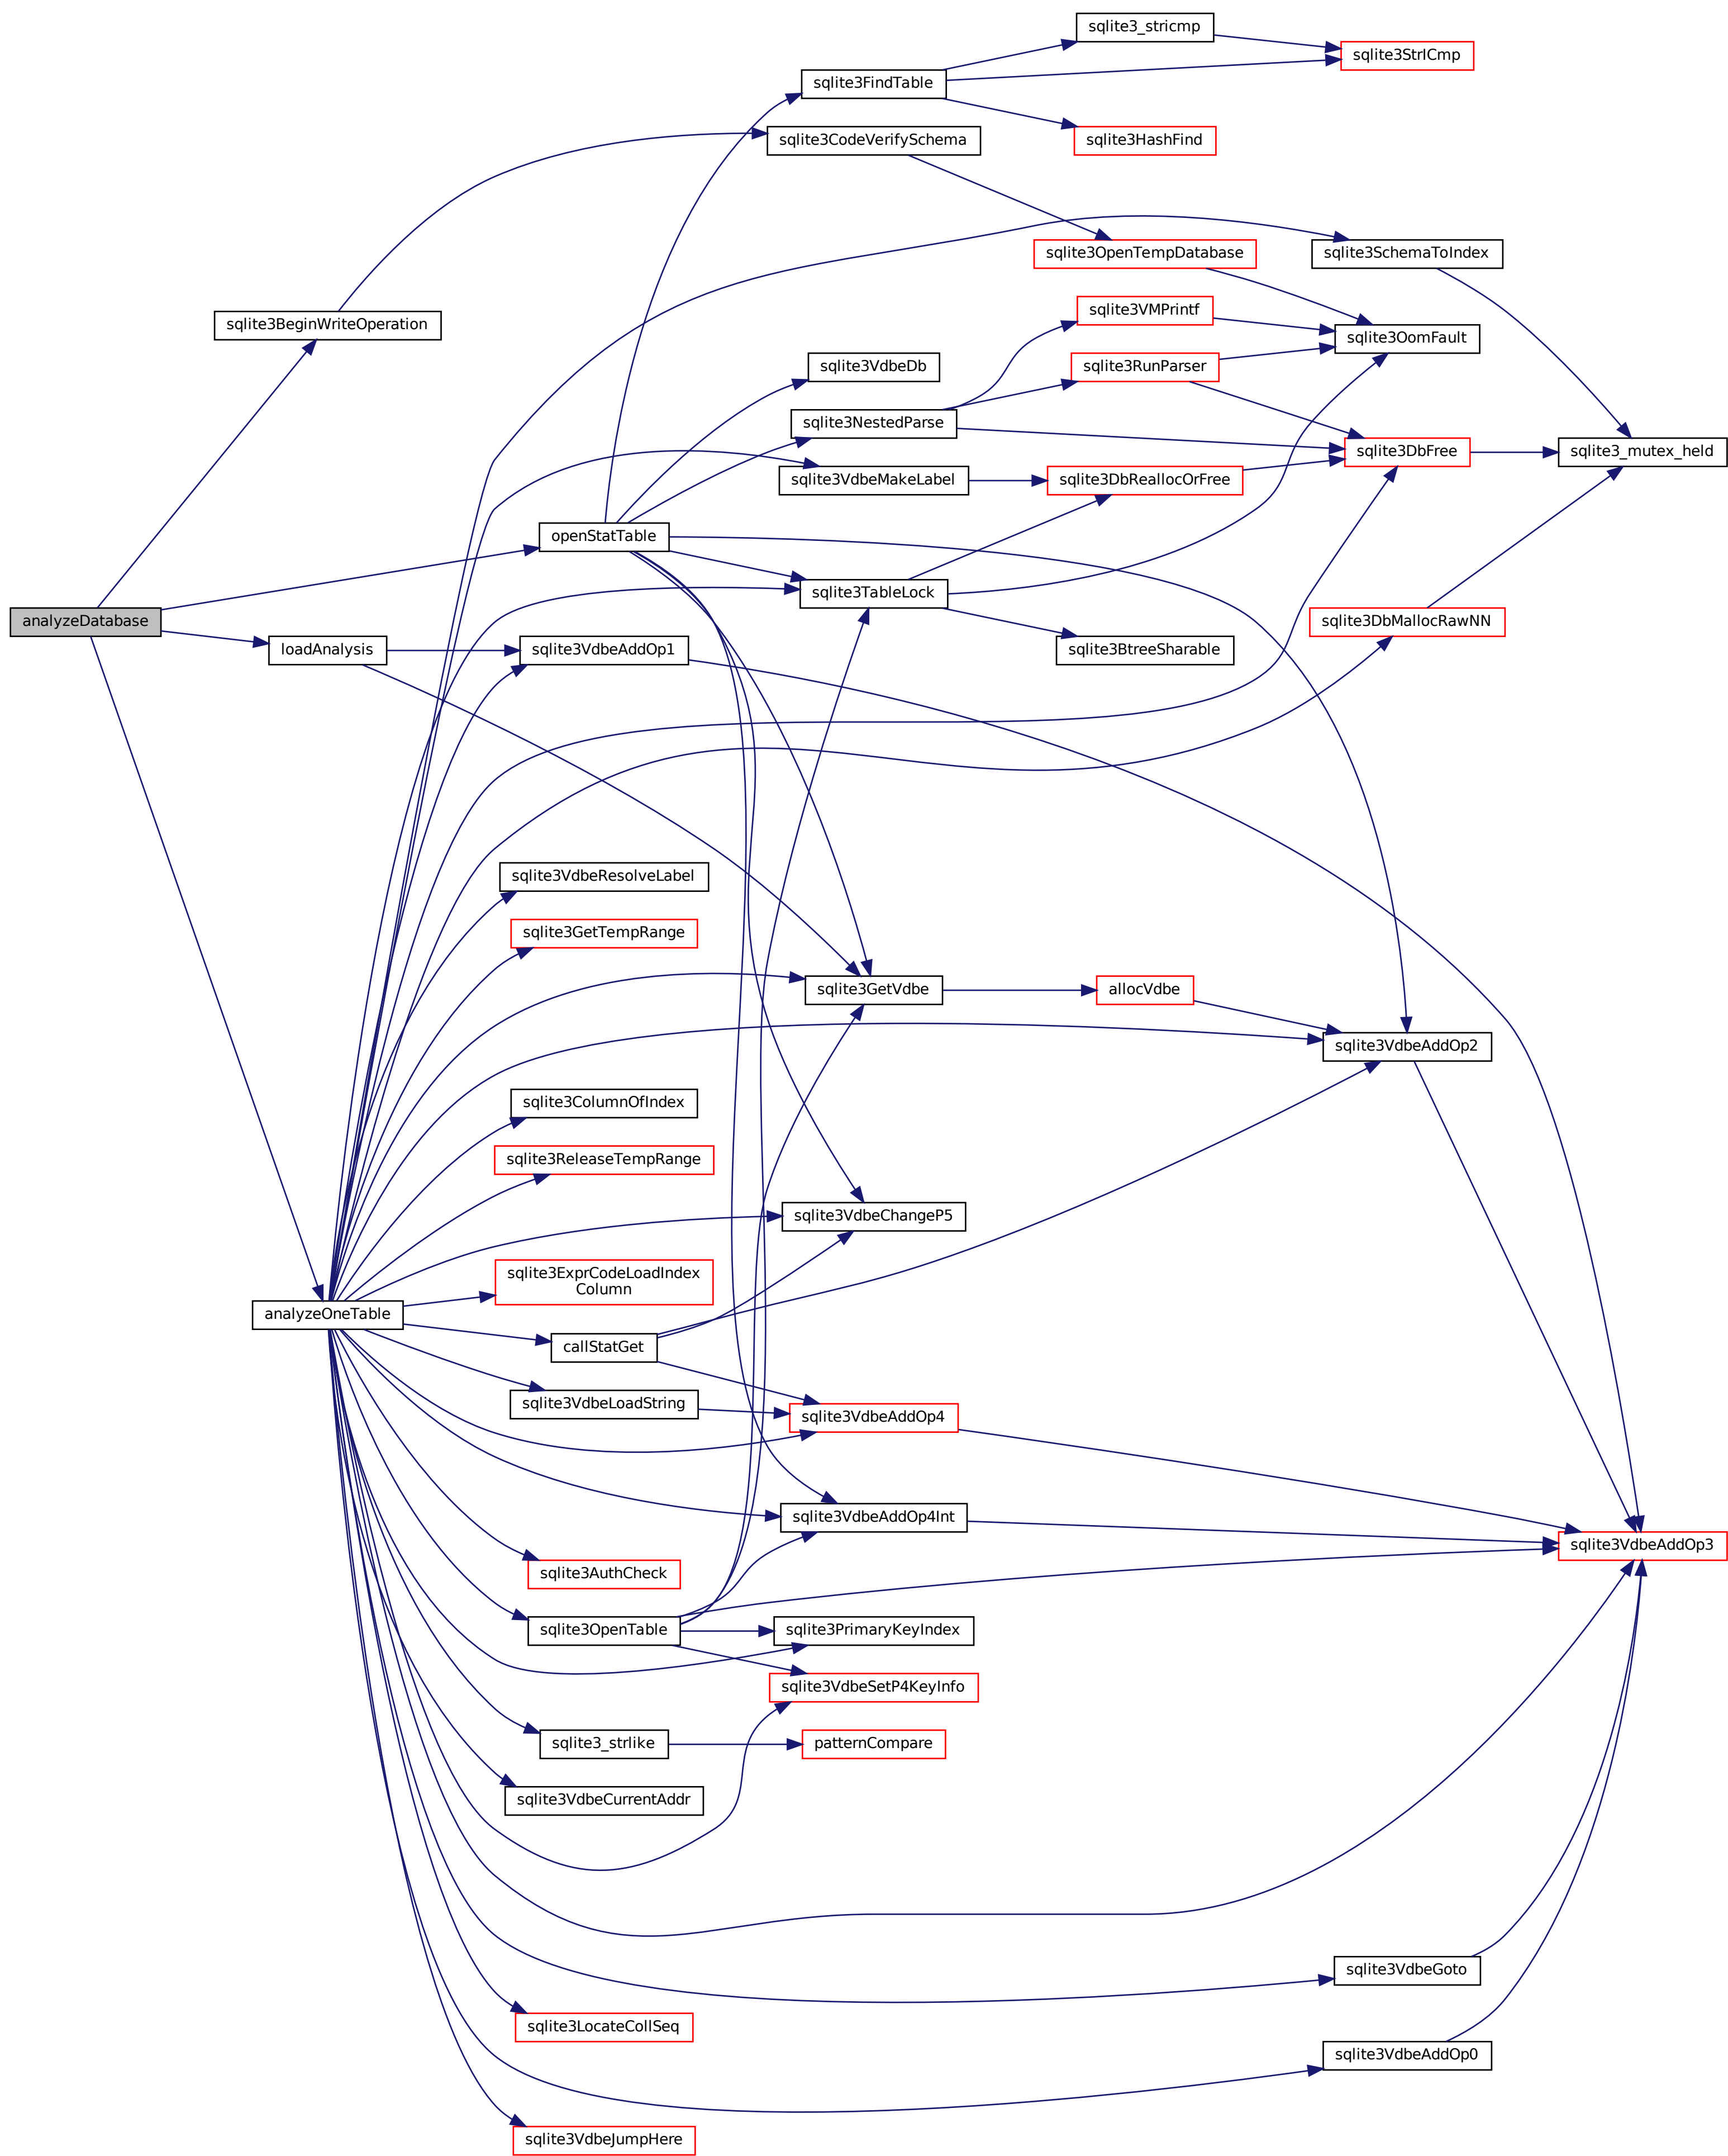 sqlite3_stricmp
sqlite3StrICmp
sqlite3FindTable
sqlite3HashFind
sqlite3CodeVerifySchema
sqlite3OpenTempDatabase
sqlite3SchemaToIndex
sqlite3VMPrintf
sqlite3BeginWriteOperation
sqlite3OomFault
sqlite3VdbeDb
sqlite3RunParser
sqlite3NestedParse
sqlite3DbFree
sqlite3_mutex_held
sqlite3VdbeMakeLabel
sqlite3DbReallocOrFree
openStatTable
sqlite3TableLock
analyzeDatabase
sqlite3DbMallocRawNN
loadAnalysis
sqlite3VdbeAddOp1
sqlite3BtreeSharable
sqlite3VdbeResolveLabel
sqlite3GetTempRange
sqlite3GetVdbe
allocVdbe
sqlite3VdbeAddOp2
sqlite3ColumnOfIndex
sqlite3ReleaseTempRange
sqlite3VdbeChangeP5
sqlite3ExprCodeLoadIndex
Column
analyzeOneTable
callStatGet
sqlite3VdbeLoadString
sqlite3VdbeAddOp4
sqlite3VdbeAddOp4Int
sqlite3VdbeAddOp3
sqlite3AuthCheck
sqlite3OpenTable
sqlite3PrimaryKeyIndex
sqlite3VdbeSetP4KeyInfo
sqlite3_strlike
patternCompare
sqlite3VdbeCurrentAddr
sqlite3VdbeGoto
sqlite3LocateCollSeq
sqlite3VdbeAddOp0
sqlite3VdbeJumpHere